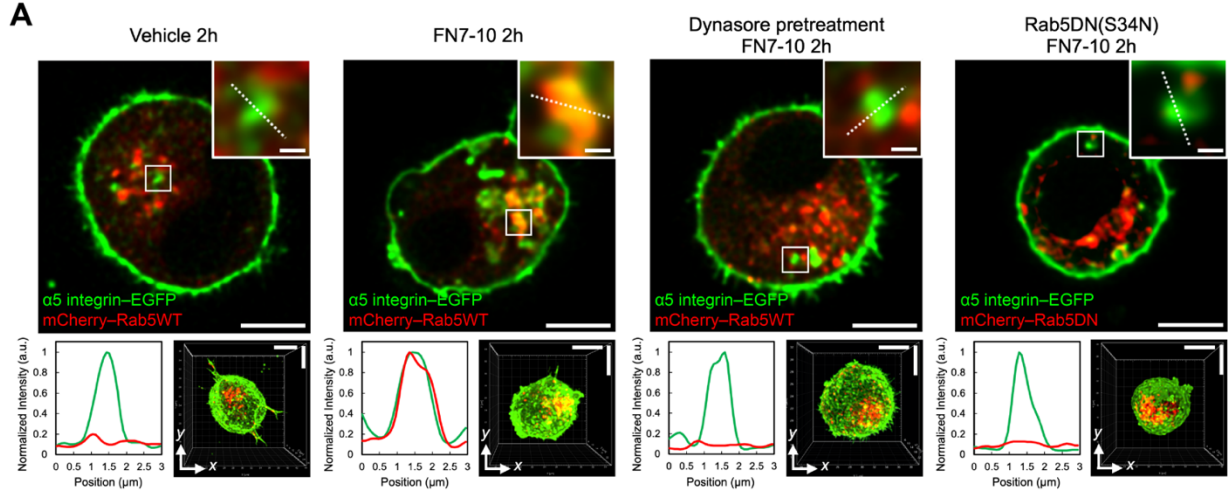 A
Vehicle 2h
FN7-10 2h
Dynasore pretreatment
FN7-10 2h
Rab5DN(S34N)
FN7-10 2h
α5 integrin–EGFP
mCherry–Rab5WT
α5 integrin–EGFP
mCherry–Rab5WT
α5 integrin–EGFP
mCherry–Rab5WT
α5 integrin–EGFP
mCherry–Rab5DN
Normalized Intensity (a.u.)
1
0.8
0.6
0.4
0.2
0
0 0.5 1 1.5 2 2.5 3
Position (μm)
y
x
Normalized Intensity (a.u.)
1
0.8
0.6
0.4
0.2
0
0 0.5 1 1.5 2 2.5 3
Position (μm)
y
x
Normalized Intensity (a.u.)
1
0.8
0.6
0.4
0.2
0
0 0.5 1 1.5 2 2.5 3
Position (μm)
y
x
Normalized Intensity (a.u.)
1
0.8
0.6
0.4
0.2
0
0 0.5 1 1.5 2 2.5 3
Position (μm)
y
x